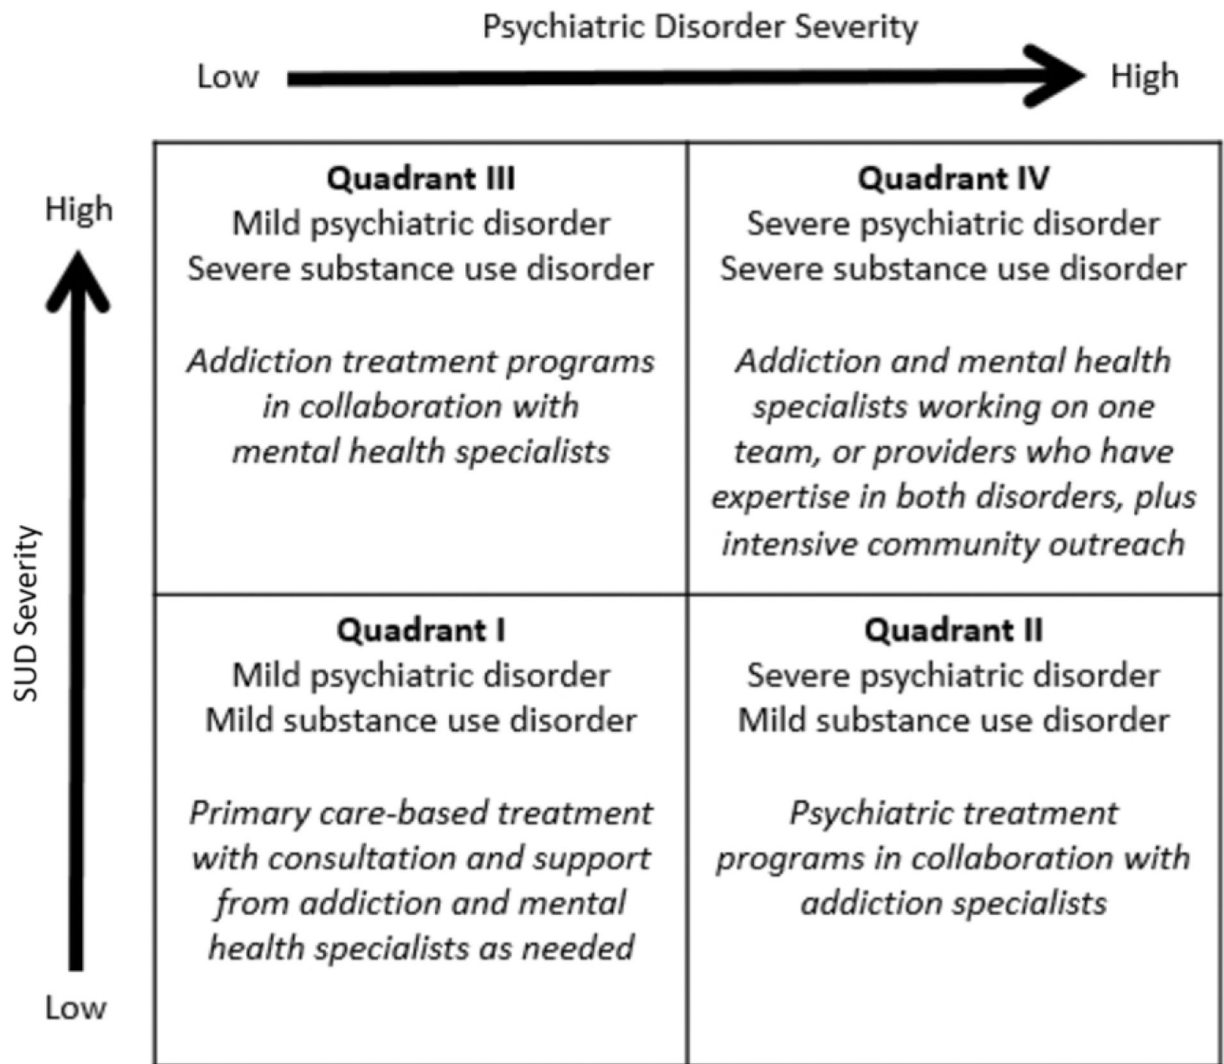 Psychiatric Disorder Severity
Low
High
High
SUD Severity
Low
Quadrant III
Mild psychiatric disorder
Severe substance use disorder
Addiction treatment programs
in collaboration with
mental health specialists
Quadrant IV
Severe psychiatric disorder
Severe substance use disorder
Addiction and mental health
specialists working on one
team, or providers who have
expertise in both disorders, plus
intensive community outreach
Quadrant I
Mild psychiatric disorder
Mild substance use disorder
Primary care-based treatment
with consultation and support
from addiction and mental
health specialists as needed
Quadrant II
Severe psychiatric disorder
Mild substance use disorder
Psychiatric treatment
programs in collaboration with
addiction specialists